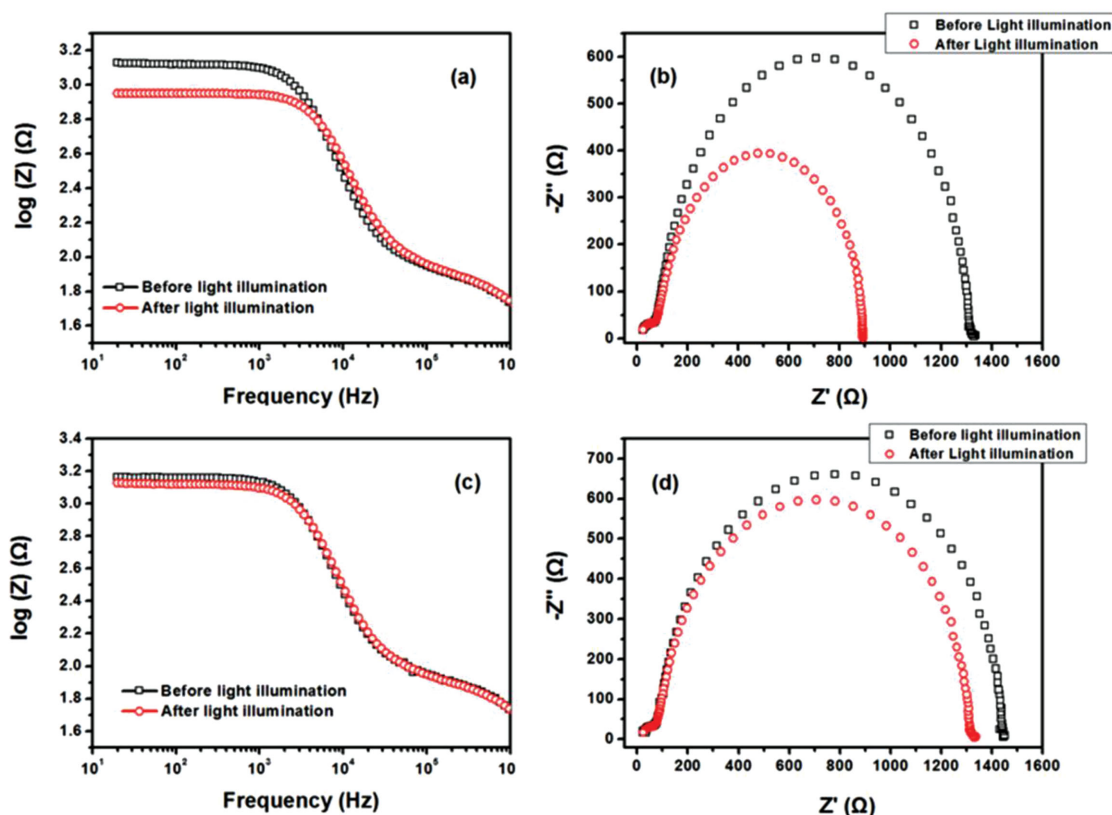 Before Light illumination
After Light illumination
(a)
3.2
3.0
2.8
2.6
2.4
2.2
2.0
1.8
1.6
log (Z) (Ω)
Before light illumination
After light illumination
10¹ 10² 10³ 10⁴ 10⁵ 10
Frequency (Hz)
(b)
600
500
400
300
200
100
0
-Z'' (Ω)
0 200 400 600 800 1000 1200 1400 1600
Z' (Ω)
(c)
3.4
3.2
3.0
2.8
2.6
2.4
2.2
2.0
1.8
1.6
log (Z) (Ω)
Before light illumination
After light illumination
10¹ 10² 10³ 10⁴ 10⁵ 10
Frequency (Hz)
Before light illumination
After Light illumination
(d)
700
600
500
400
300
200
100
0
-Z'' (Ω)
0 200 400 600 800 1000 1200 1400 1600
Z' (Ω)